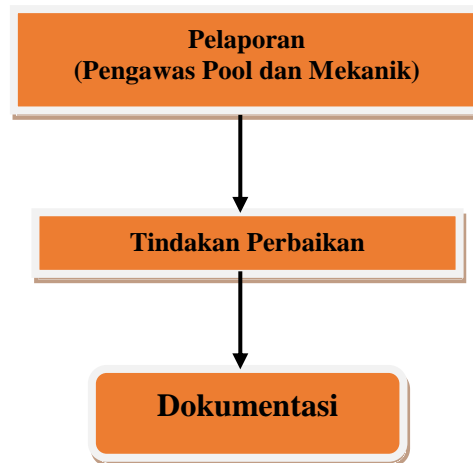 Pelaporan
(Pengawas Pool dan Mekanik)
Tindakan Perbaikan
Dokumentasi